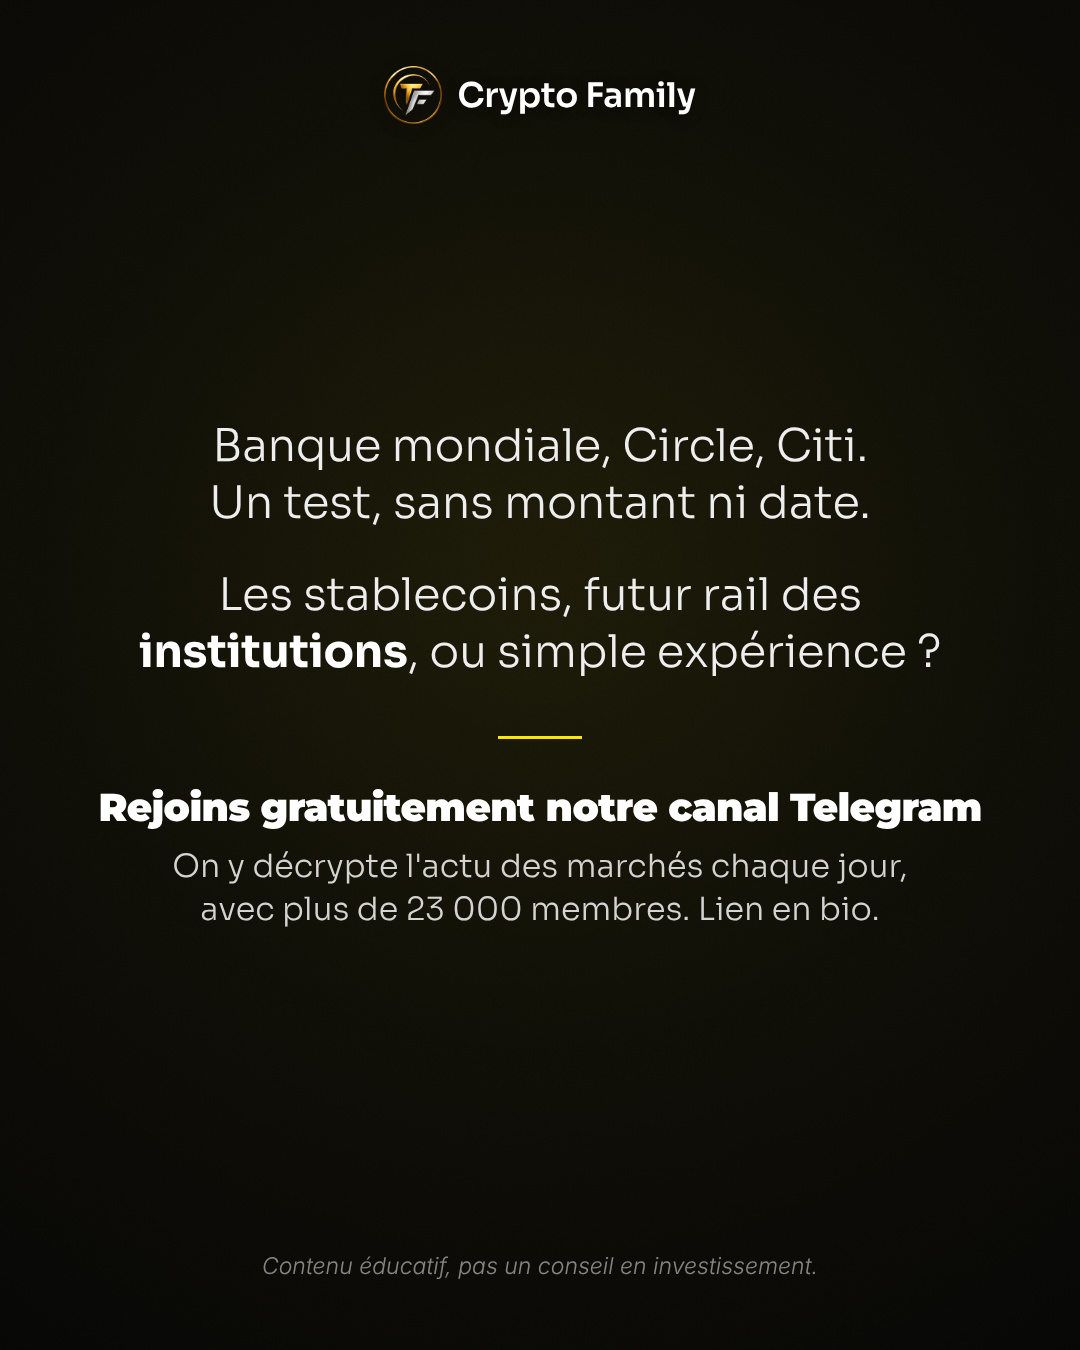 TF Crypto Family
Banque mondiale, Circle, Citi.
Un test, sans montant ni date.
Les stablecoins, futur rail des
institutions, ou simple expérience ?
Rejoins gratuitement notre canal Telegram
On y décrypte l'actu des marchés chaque jour,
avec plus de 23 000 membres. Lien en bio.
Contenu éducatif, pas un conseil en investissement.